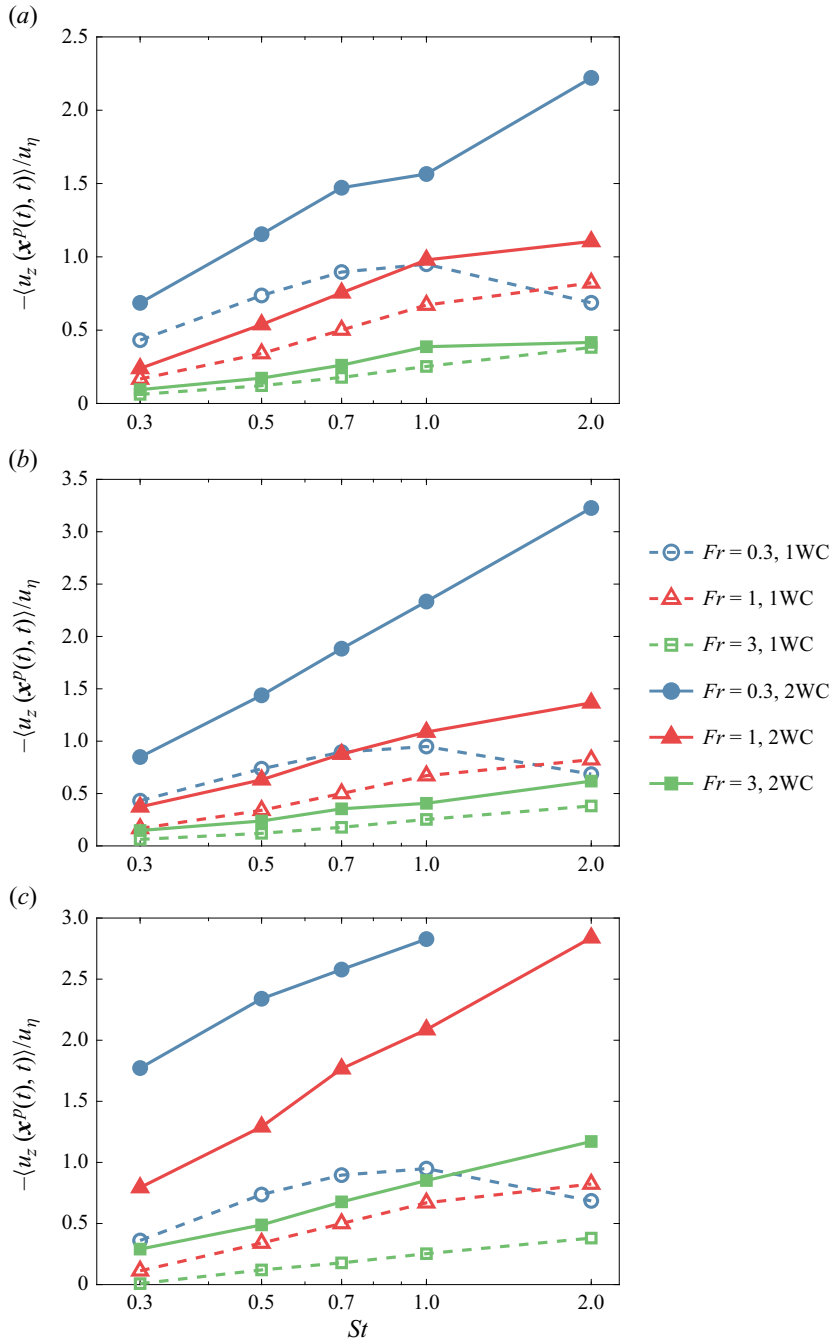 (a)
2.5
2.0
1.5
1.0
0.5
0
−⟨u_z (x^p(t), t)⟩/u_η
0.3 0.5 0.7 1.0 2.0
(b)
3.5
3.0
2.5
2.0
1.5
1.0
0.5
0
−⟨u_z (x^p(t), t)⟩/u_η
0.3 0.5 0.7 1.0 2.0
Fr = 0.3, 1WC
Fr = 1, 1WC
Fr = 3, 1WC
Fr = 0.3, 2WC
Fr = 1, 2WC
Fr = 3, 2WC
(c)
3.0
2.5
2.0
1.5
1.0
0.5
0
−⟨u_z (x^p(t), t)⟩/u_η
0.3 0.5 0.7 1.0 2.0
St